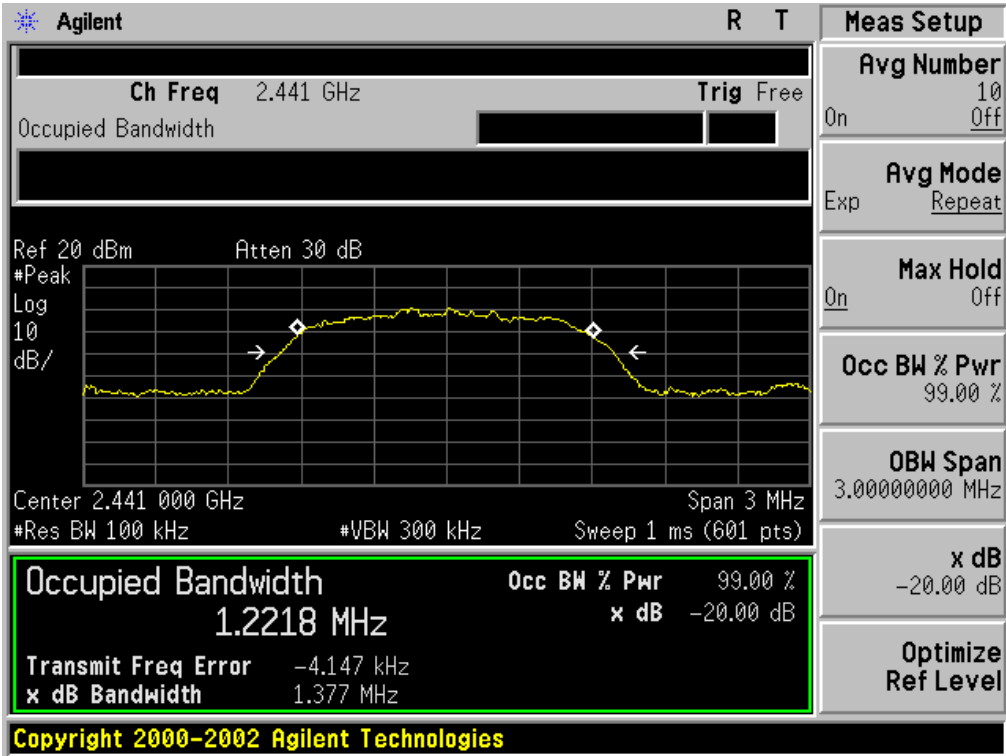 Agilent R T
Ch Freq 2.441 GHz Trig Free
Occupied Bandwidth
Ref 20 dBm Atten 30 dB
#Peak
Log
10
dB/
Center 2.441 000 GHz Span 3 MHz
#Res BW 100 kHz #VBW 300 kHz Sweep 1 ms (601 pts)
Occupied Bandwidth
1.2218 MHz
Occ BW % Pwr 99.00 %
x dB -20.00 dB
Transmit Freq Error -4.147 kHz
x dB Bandwidth 1.377 MHz
Copyright 2000-2002 Agilent Technologies
Meas Setup
Avg Number
10
On Off
Avg Mode
Exp Repeat
Max Hold
On Off
Occ BW % Pwr
99.00 %
OBW Span
3.00000000 MHz
x dB
-20.00 dB
Optimize
Ref Level